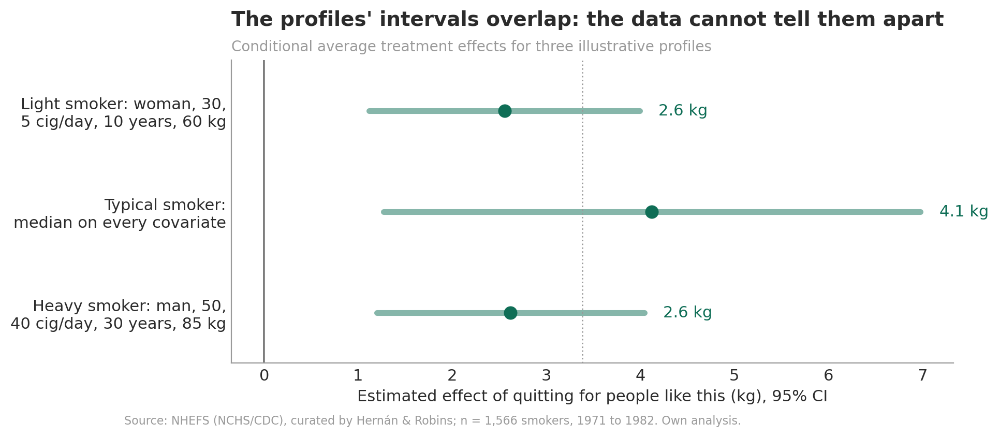 The profiles' intervals overlap: the data cannot tell them apart
Conditional average treatment effects for three illustrative profiles
Light smoker: woman, 30,
5 cig/day, 10 years, 60 kg
2.6 kg
Typical smoker:
median on every covariate
4.1 kg
Heavy smoker: man, 50,
40 cig/day, 30 years, 85 kg
2.6 kg
0 1 2 3 4 5 6 7
Estimated effect of quitting for people like this (kg), 95% CI
Source: NHEFS (NCHS/CDC), curated by Hernán & Robins; n = 1,566 smokers, 1971 to 1982. Own analysis.